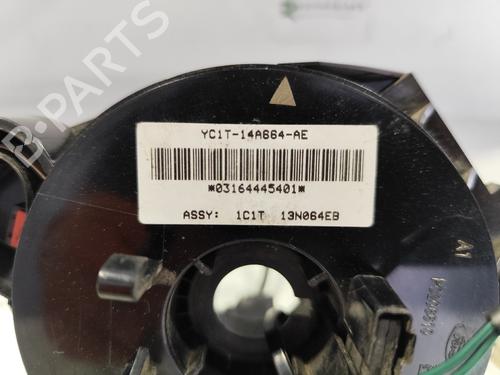 YC1T-14A664-AE
*03164445401*
ASSY: 1C1T 13N064EB
A1
B-PARTS